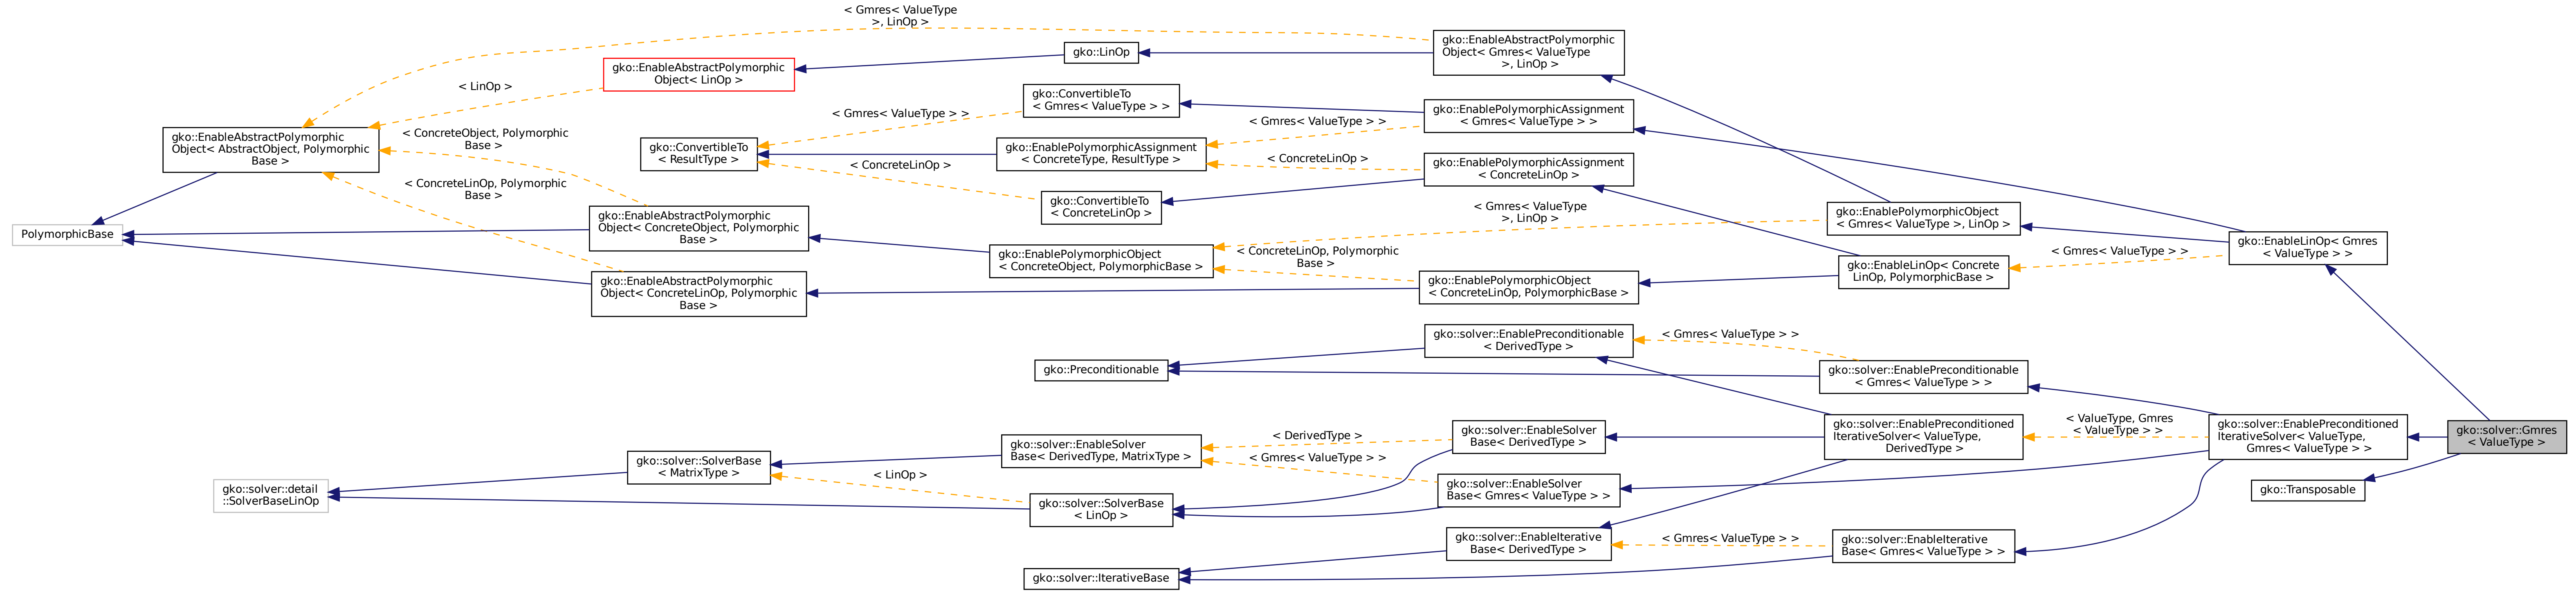 < Gmres< ValueType
>, LinOp >
gko::EnableAbstractPolymorphic
Object< Gmres< ValueType
>, LinOp >
gko::LinOp
gko::EnableAbstractPolymorphic
Object< LinOp >
< LinOp >
gko::ConvertibleTo
< Gmres< ValueType > >
gko::EnablePolymorphicAssignment
< Gmres< ValueType > >
< Gmres< ValueType > >
< Gmres< ValueType > >
gko::EnableAbstractPolymorphic
Object< AbstractObject, Polymorphic
Base >
< ConcreteObject, Polymorphic
Base >
gko::ConvertibleTo
< ResultType >
gko::EnablePolymorphicAssignment
< ConcreteType, ResultType >
< ConcreteLinOp >
< ConcreteLinOp >
gko::EnablePolymorphicAssignment
< ConcreteLinOp >
< ConcreteLinOp, Polymorphic
Base >
gko::ConvertibleTo
< ConcreteLinOp >
< Gmres< ValueType
>, LinOp >
gko::EnablePolymorphicObject
< Gmres< ValueType >, LinOp >
PolymorphicBase
gko::EnableAbstractPolymorphic
Object< ConcreteObject, Polymorphic
Base >
gko::EnablePolymorphicObject
< ConcreteObject, PolymorphicBase >
< ConcreteLinOp, Polymorphic
Base >
gko::EnableLinOp< Concrete
LinOp, PolymorphicBase >
< Gmres< ValueType > >
gko::EnableLinOp< Gmres
< ValueType > >
gko::EnableAbstractPolymorphic
Object< ConcreteLinOp, Polymorphic
Base >
gko::EnablePolymorphicObject
< ConcreteLinOp, PolymorphicBase >
gko::solver::EnablePreconditionable
< DerivedType >
< Gmres< ValueType > >
gko::Preconditionable
gko::solver::EnablePreconditionable
< Gmres< ValueType > >
gko::solver::EnableSolver
Base< DerivedType >
gko::solver::EnablePreconditioned
IterativeSolver< ValueType,
DerivedType >
< ValueType, Gmres
< ValueType > >
gko::solver::EnablePreconditioned
IterativeSolver< ValueType,
Gmres< ValueType > >
gko::solver::Gmres
< ValueType >
gko::solver::SolverBase
< MatrixType >
gko::solver::EnableSolver
Base< DerivedType, MatrixType >
< DerivedType >
< Gmres< ValueType > >
< LinOp >
gko::solver::detail
::SolverBaseLinOp
gko::solver::SolverBase
< LinOp >
gko::solver::EnableSolver
Base< Gmres< ValueType > >
gko::Transposable
gko::solver::EnableIterative
Base< DerivedType >
< Gmres< ValueType > >
gko::solver::EnableIterative
Base< Gmres< ValueType > >
gko::solver::IterativeBase